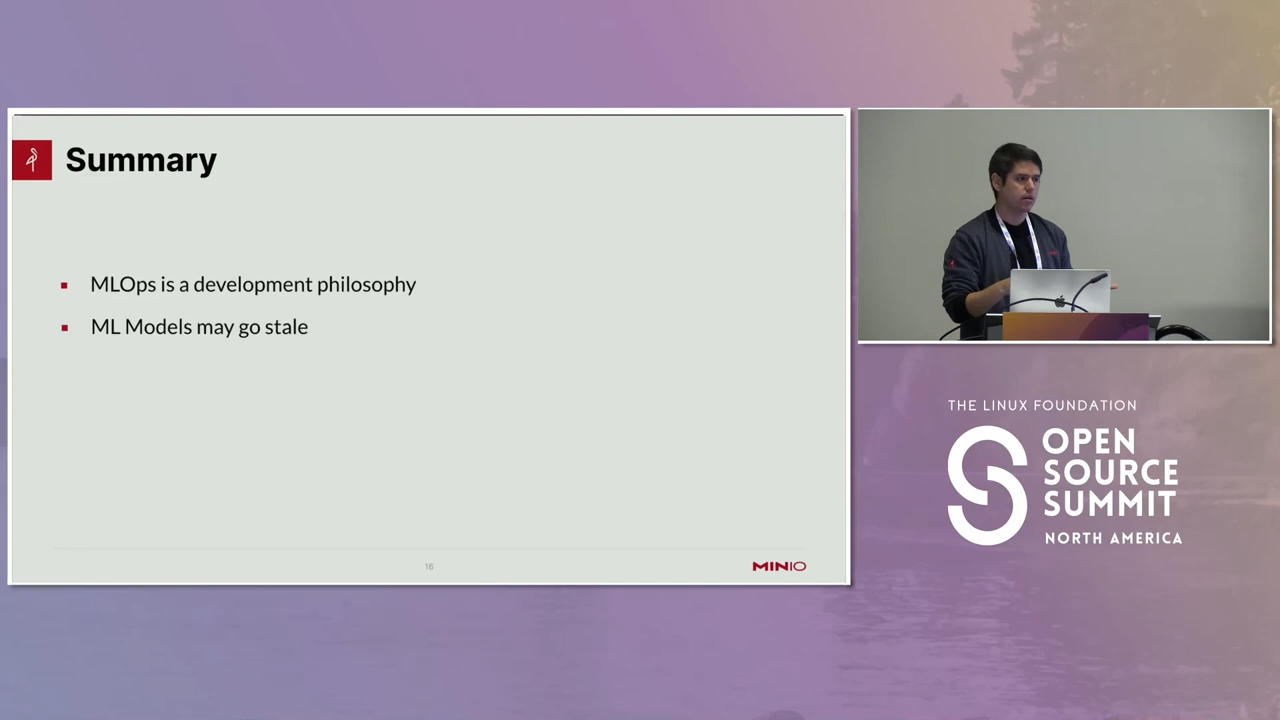 Summary
MLOps is a development philosophy
ML Models may go stale
16
MINIO
THE LINUX FOUNDATION
OPEN
SOURCE
SUMMIT
NORTH AMERICA